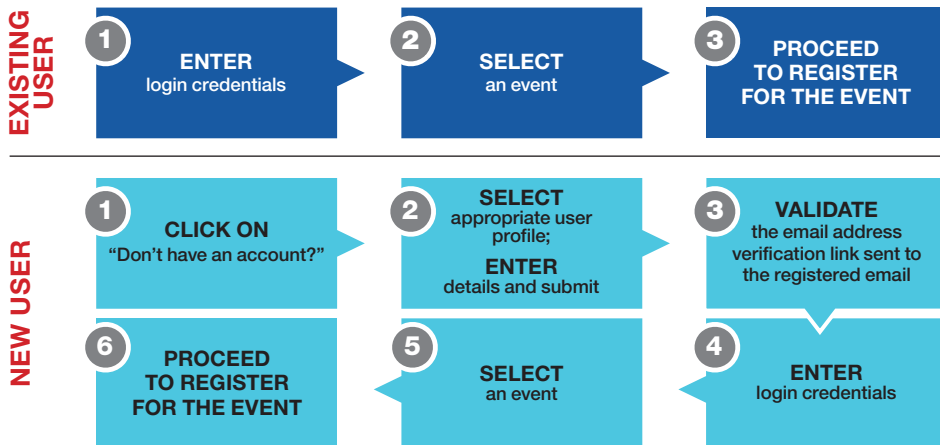 EXISTING
USER
1
ENTER
login credentials
2
SELECT
an event
3
PROCEED
TO REGISTER
FOR THE EVENT
NEW USER
1
CLICK ON
“Don’t have an account?”
2
SELECT
appropriate user
profile;
ENTER
details and submit
3
VALIDATE
the email address
verification link sent to
the registered email
4
ENTER
login credentials
5
SELECT
an event
6
PROCEED
TO REGISTER
FOR THE EVENT